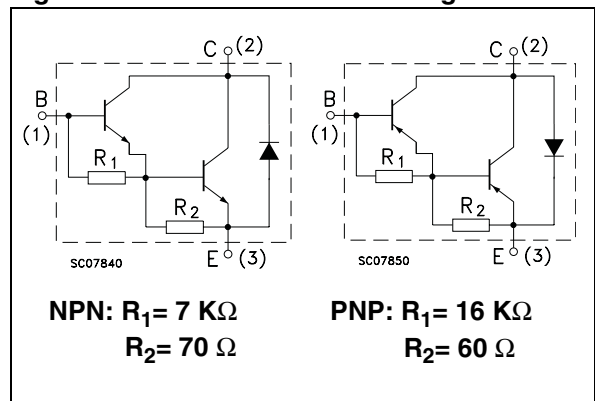 C (2)
B
(1)
R1
R2
SC07840
E (3)
C (2)
B
(1)
R1
R2
SC07850
E (3)
NPN: R1= 7 KΩ
R2= 70 Ω
PNP: R1= 16 KΩ
R2= 60 Ω